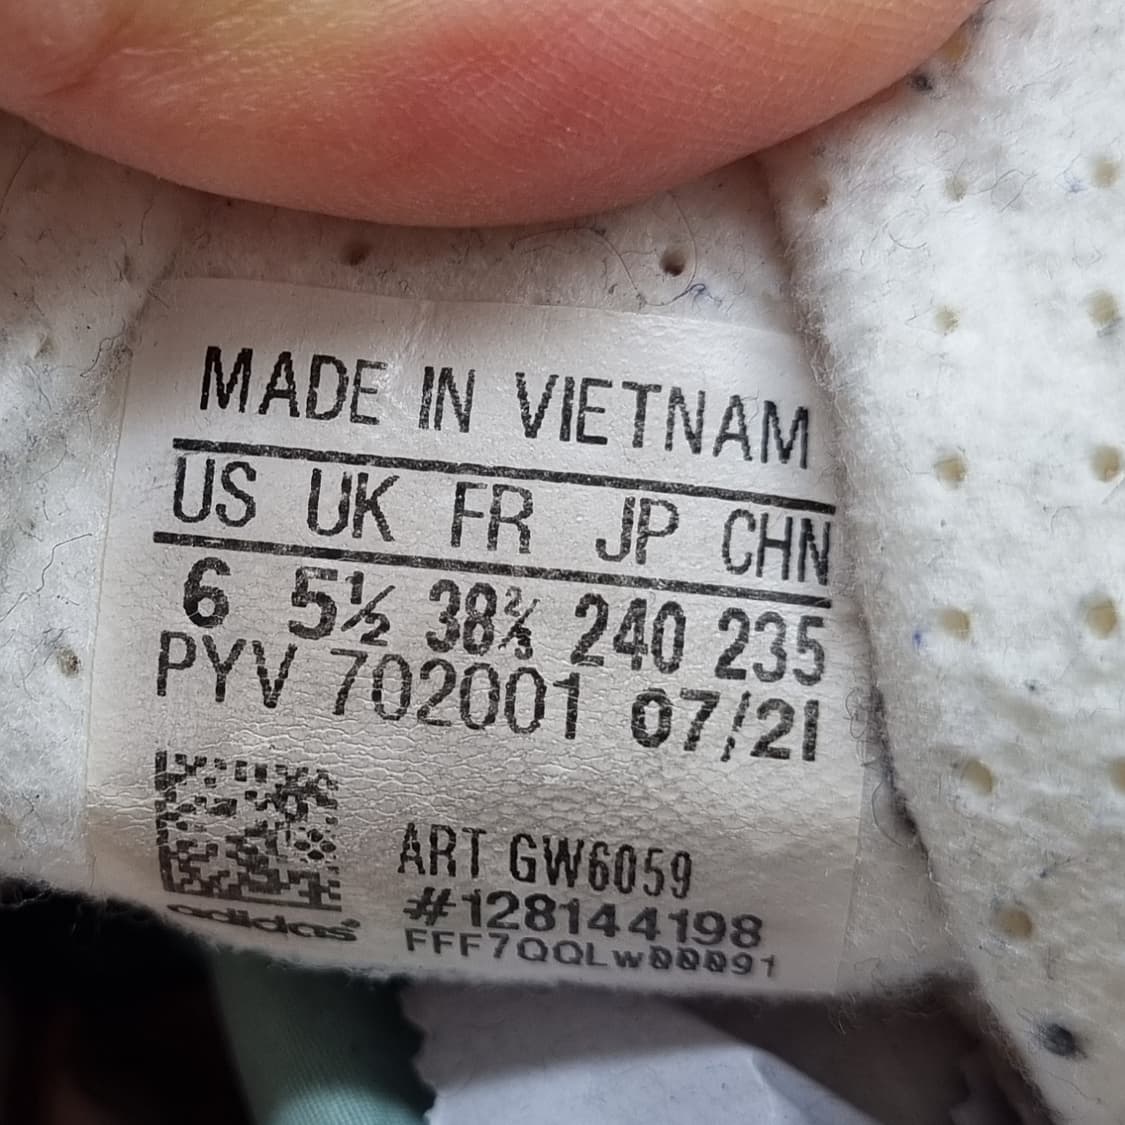 MADE IN VIETNAM
US UK FR JP CHN
6 5½ 38⅔ 240 235
PYV 702001 07/21
ART GW6059
#128144198
adidas
FFF7QQLW00091